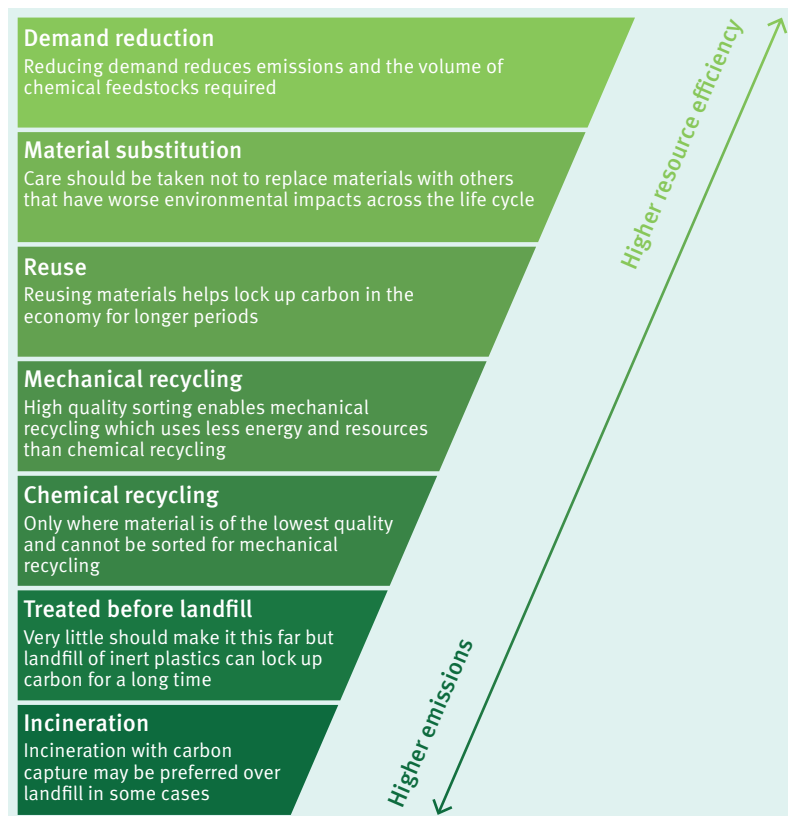 Demand reduction
Reducing demand reduces emissions and the volume of
chemical feedstocks required
Material substitution
Care should be taken not to replace materials with others
that have worse environmental impacts across the life cycle
Reuse
Reusing materials helps lock up carbon in the
economy for longer periods
Mechanical recycling
High quality sorting enables mechanical
recycling which uses less energy and resources
than chemical recycling
Chemical recycling
Only where material is of the lowest quality
and cannot be sorted for mechanical
recycling
Treated before landfill
Very little should make it this far but
landfill of inert plastics can lock up
carbon for a long time
Incineration
Incineration with carbon
capture may be preferred over
landfill in some cases
Higher resource efficiency
Higher emissions